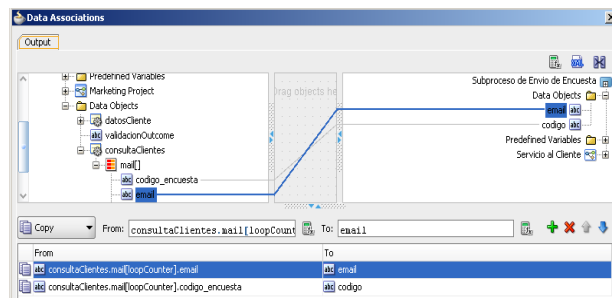 Data Associations
Output
Predefined Variables
Marketing Project
Data Objects
datosCliente
validacionOutcome
consultaClientes
mail[]
codigo_encuesta
email
Drag objects he
Subproceso de Envio de Encuesta
Data Objects
email
codigo
Predefined Variables
Servicio al Cliente
Copy From: consultaClientes.mail[loopCount To: email
From To
consultaClientes.mail[loopCounter].email email
consultaClientes.mail[loopCounter].codigo_encuesta codigo